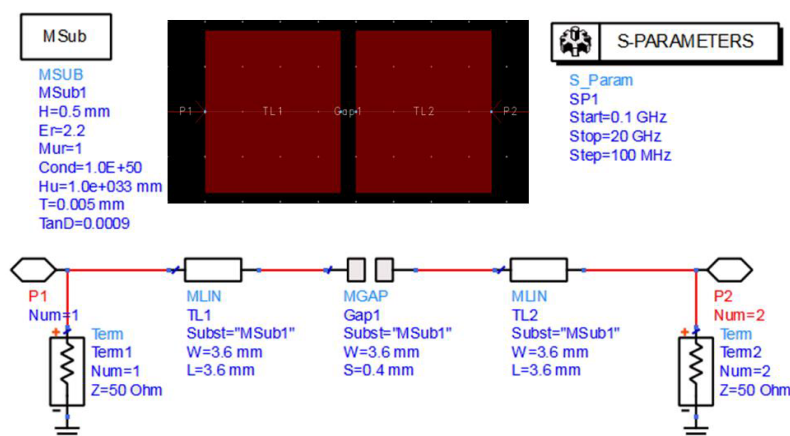 MSub
MSUB
MSub1
H=0.5 mm
Er=2.2
Mur=1
Cond=1.0E+50
Hu=1.0e+033 mm
T=0.005 mm
TanD=0.0009
P1
TL1
Gap1
TL2
P2
S-PARAMETERS
S_Param
SP1
Start=0.1 GHz
Stop=20 GHz
Step=100 MHz
P1
Num=1
Term
Term1
Num=1
Z=50 Ohm
MLIN
TL1
Subst="MSub1"
W=3.6 mm
L=3.6 mm
MGAP
Gap1
Subst="MSub1"
W=3.6 mm
S=0.4 mm
MLIN
TL2
Subst="MSub1"
W=3.6 mm
L=3.6 mm
P2
Num=2
Term
Term2
Num=2
Z=50 Ohm